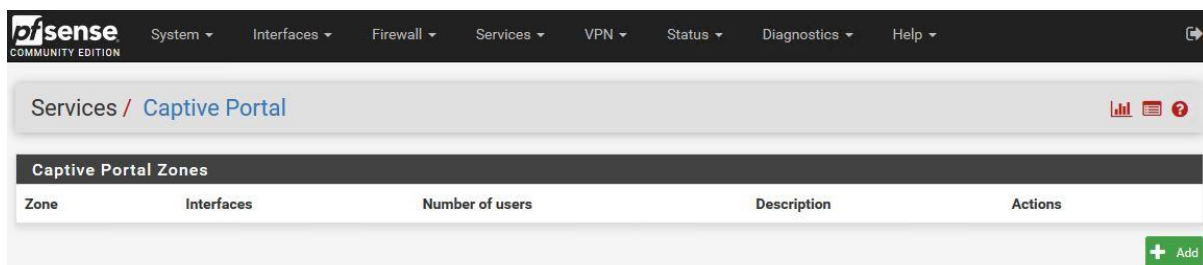 pfsense
COMMUNITY EDITION
System Interfaces Firewall Services VPN Status Diagnostics Help
Services / Captive Portal
Captive Portal Zones
Zone Interfaces Number of users Description Actions
Add